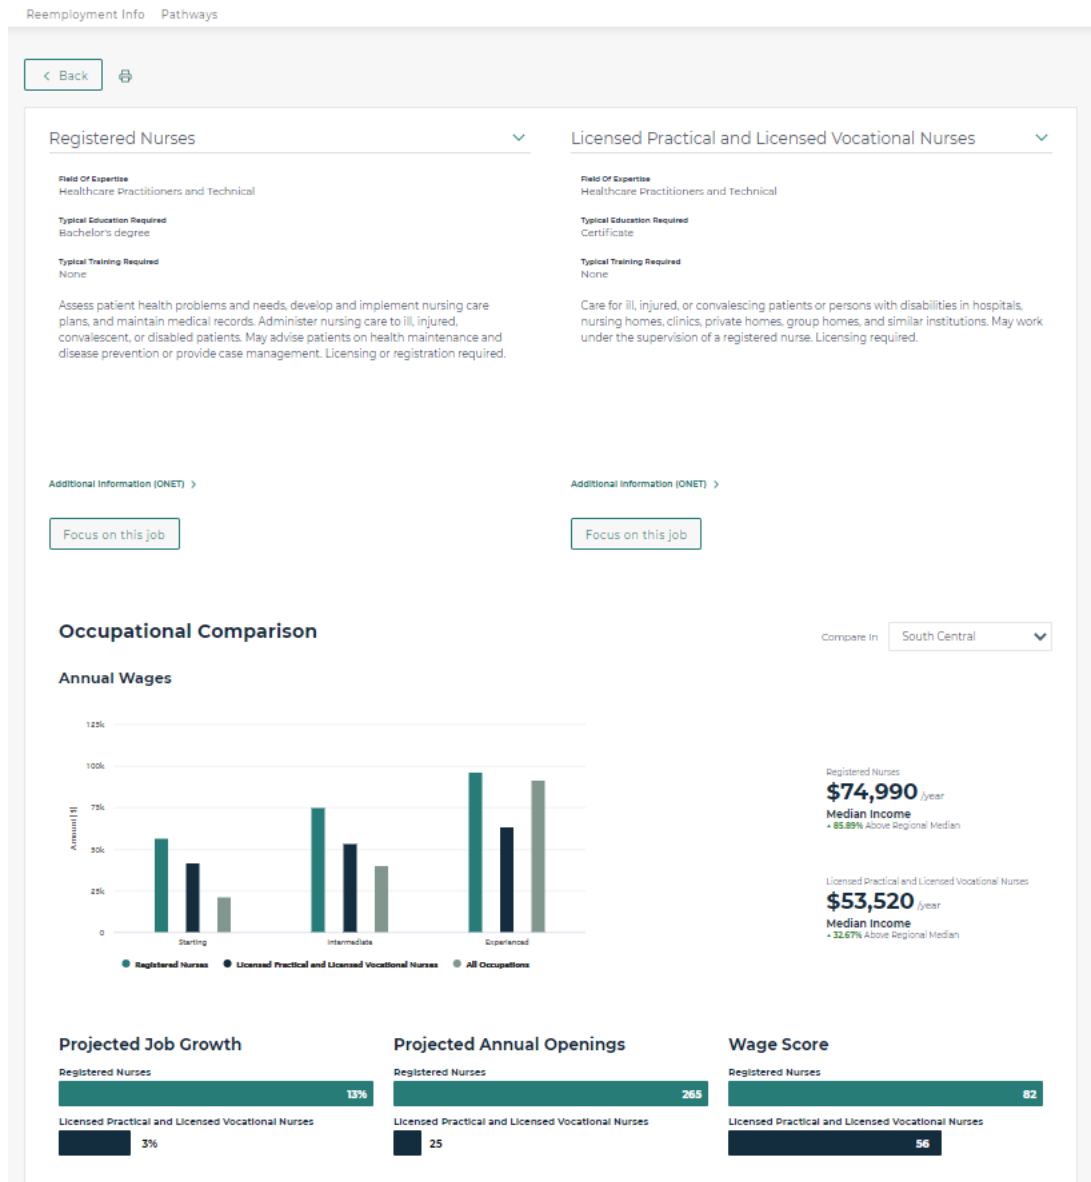 Reemployment Info Pathways
Back
Registered Nurses
Field Of Expertise
Healthcare Practitioners and Technical
Typical Education Required
Bachelor's degree
Typical Training Required
None
Assess patient health problems and needs, develop and implement nursing care
plans, and maintain medical records. Administer nursing care to ill, injured,
convalescent, or disabled patients. May advise patients on health maintenance and
disease prevention or provide case management. Licensing or registration required.
Additional Information (ONET)
Focus on this job
Licensed Practical and Licensed Vocational Nurses
Field Of Expertise
Healthcare Practitioners and Technical
Typical Education Required
Certificate
Typical Training Required
None
Care for ill, injured, or convalescing patients or persons with disabilities in hospitals,
nursing homes, clinics, private homes, group homes, and similar institutions. May work
under the supervision of a registered nurse. Licensing required.
Additional Information (ONET)
Focus on this job
Occupational Comparison
Compare In South Central
Annual Wages
Amount [$]
125k
100k
75k
50k
25k
0
Starting Intermediate Experienced
Registered Nurses Licensed Practical and Licensed Vocational Nurses All Occupations
Registered Nurses
$74,990 /year
Median Income
85.89% Above Regional Median
Licensed Practical and Licensed Vocational Nurses
$53,520 /year
Median Income
32.67% Above Regional Median
Projected Job Growth
Registered Nurses
13%
Licensed Practical and Licensed Vocational Nurses
3%
Projected Annual Openings
Registered Nurses
265
Licensed Practical and Licensed Vocational Nurses
25
Wage Score
Registered Nurses
82
Licensed Practical and Licensed Vocational Nurses
56